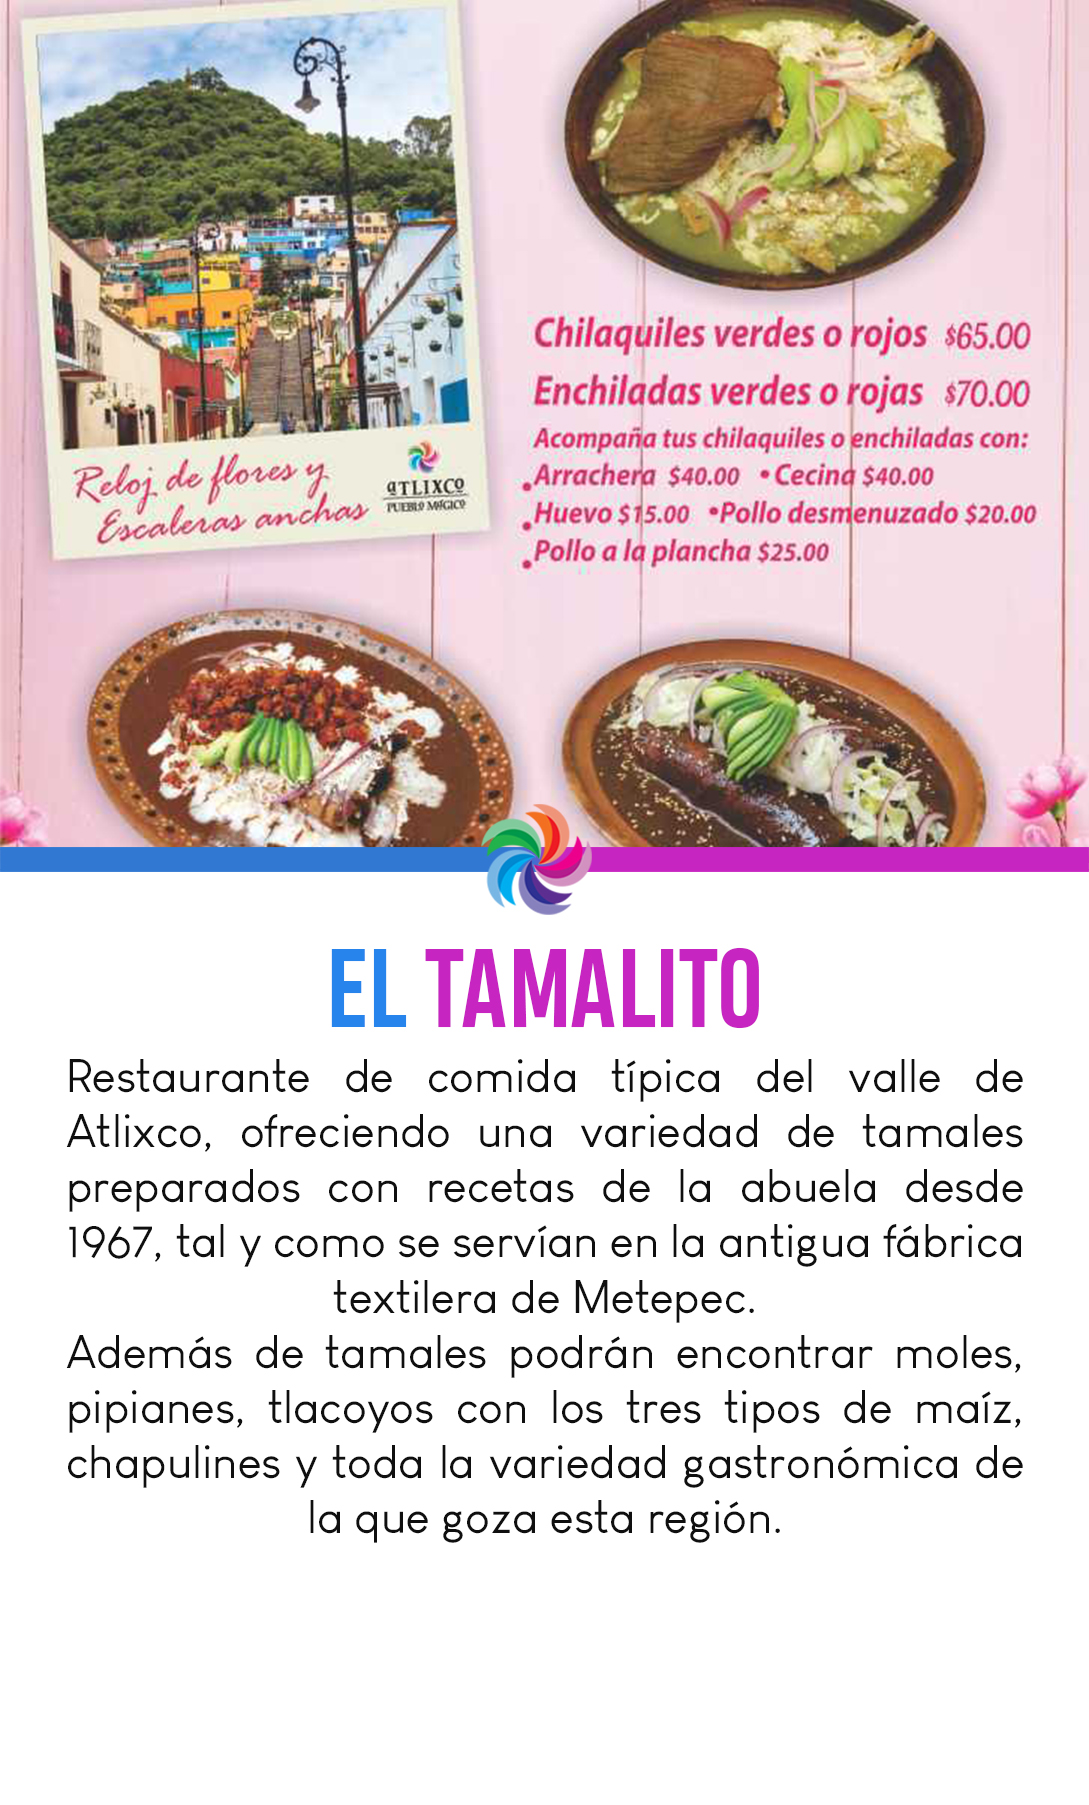 Reloj de flores y
Escaleras anchas
ATLIXCO
PUEBLO MÁGICO
Chilaquiles verdes o rojos $65.00
Enchiladas verdes o rojas $70.00
Acompaña tus chilaquiles o enchiladas con:
•Arrachera $40.00 •Cecina $40.00
•Huevo $15.00 •Pollo desmenuzado $20.00
•Pollo a la plancha $25.00
EL TAMALITO
Restaurante de comida típica del valle de
Atlixco, ofreciendo una variedad de tamales
preparados con recetas de la abuela desde
1967, tal y como se servían en la antigua fábrica
textilera de Metepec.
Además de tamales podrán encontrar moles,
pipianes, tlacoyos con los tres tipos de maíz,
chapulines y toda la variedad gastronómica de
la que goza esta región.